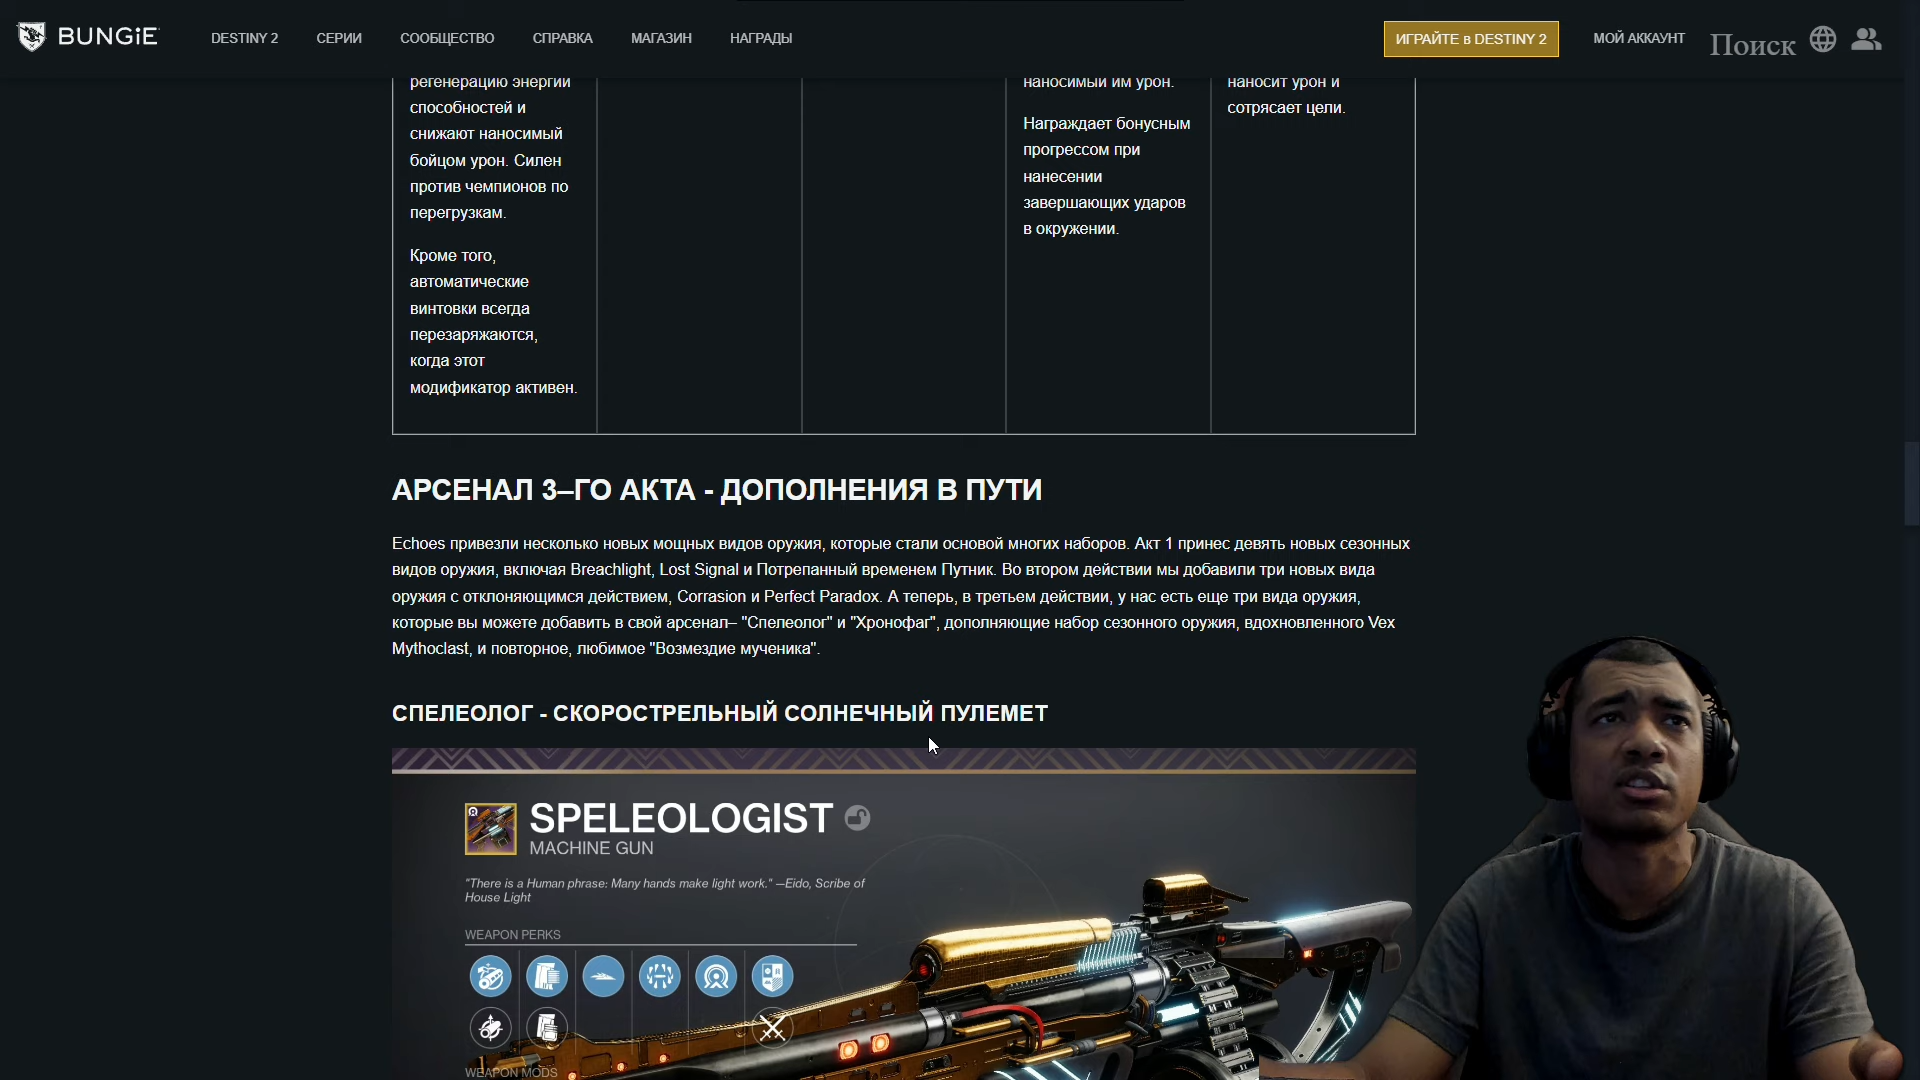 BUNGiE
DESTINY 2
СЕРИИ
СООБЩЕСТВО
СПРАВКА
МАГАЗИН
НАГРАДЫ
ИГРАЙТЕ в DESTINY 2
МОЙ АККАУНТ
Поиск
регенерацию энергии
способностей и
снижают наносимый
бойцом урон. Силен
против чемпионов по
перегрузкам.
Кроме того,
автоматические
винтовки всегда
перезаряжаются,
когда этот
модификатор активен.
наносимый им урон.
Награждает бонусным
прогрессом при
нанесении
завершающих ударов
в окружении.
наносит урон и
сотрясает цели.
АРСЕНАЛ 3–ГО АКТА - ДОПОЛНЕНИЯ В ПУТИ
Echoes привезли несколько новых мощных видов оружия, которые стали основой многих наборов. Акт 1 принес девять новых сезонных
видов оружия, включая Breachlight, Lost Signal и Потрепанный временем Путник. Во втором действии мы добавили три новых вида
оружия с отклоняющимся действием, Corrasion и Perfect Paradox. А теперь, в третьем действии, у нас есть еще три вида оружия,
которые вы можете добавить в свой арсенал– "Спелеолог" и "Хронофаг", дополняющие набор сезонного оружия, вдохновленного Vex
Mythoclast, и повторное, любимое "Возмездие мученика".
СПЕЛЕОЛОГ - СКОРОСТРЕЛЬНЫЙ СОЛНЕЧНЫЙ ПУЛЕМЕТ
SPELEOLOGIST
MACHINE GUN
"There is a Human phrase: Many hands make light work." —Eido, Scribe of
House Light
WEAPON PERKS
WEAPON MODS